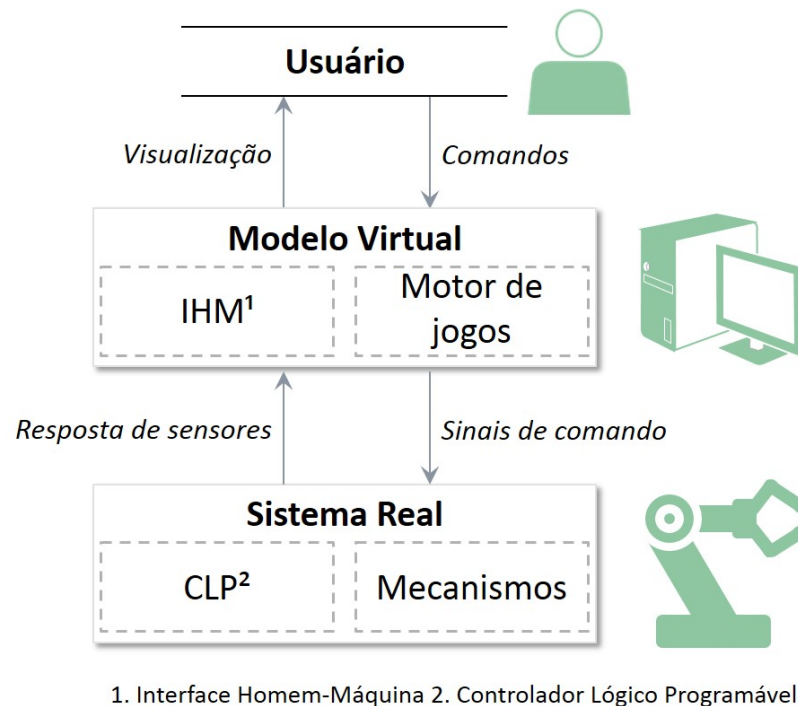 Usuário
Visualização
Comandos
Modelo Virtual
IHM¹
Motor de
jogos
Resposta de sensores
Sinais de comando
Sistema Real
CLP²
Mecanismos
1. Interface Homem-Máquina 2. Controlador Lógico Programável